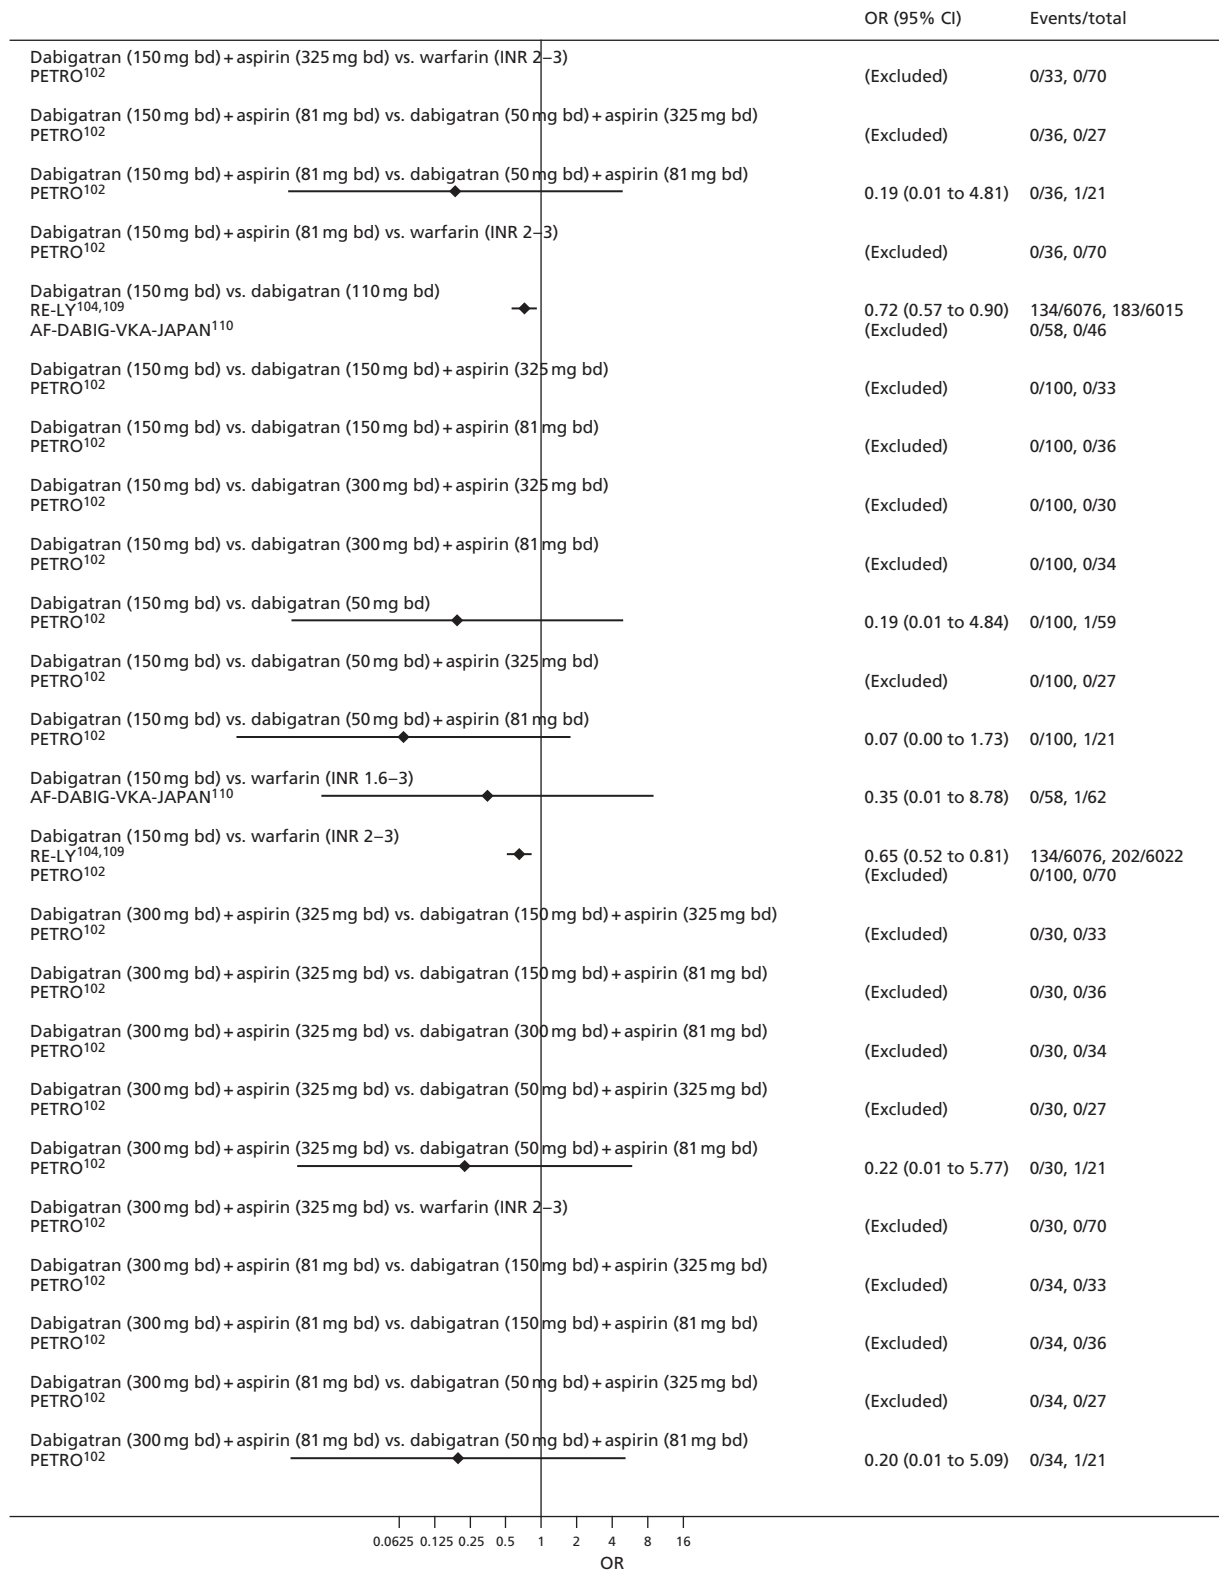 OR (95% CI) Events/total
Dabigatran (150 mg bd) + aspirin (325 mg bd) vs. warfarin (INR 2–3)
PETRO102 (Excluded) 0/33, 0/70
Dabigatran (150 mg bd) + aspirin (81 mg bd) vs. dabigatran (50 mg bd) + aspirin (325 mg bd)
PETRO102 (Excluded) 0/36, 0/27
Dabigatran (150 mg bd) + aspirin (81 mg bd) vs. dabigatran (50 mg bd) + aspirin (81 mg bd)
PETRO102 0.19 (0.01 to 4.81) 0/36, 1/21
Dabigatran (150 mg bd) + aspirin (81 mg bd) vs. warfarin (INR 2–3)
PETRO102 (Excluded) 0/36, 0/70
Dabigatran (150 mg bd) vs. dabigatran (110 mg bd)
RE-LY104,109 0.72 (0.57 to 0.90) 134/6076, 183/6015
AF-DABIG-VKA-JAPAN110 (Excluded) 0/58, 0/46
Dabigatran (150 mg bd) vs. dabigatran (150 mg bd) + aspirin (325 mg bd)
PETRO102 (Excluded) 0/100, 0/33
Dabigatran (150 mg bd) vs. dabigatran (150 mg bd) + aspirin (81 mg bd)
PETRO102 (Excluded) 0/100, 0/36
Dabigatran (150 mg bd) vs. dabigatran (300 mg bd) + aspirin (325 mg bd)
PETRO102 (Excluded) 0/100, 0/30
Dabigatran (150 mg bd) vs. dabigatran (300 mg bd) + aspirin (81 mg bd)
PETRO102 (Excluded) 0/100, 0/34
Dabigatran (150 mg bd) vs. dabigatran (50 mg bd)
PETRO102 0.19 (0.01 to 4.84) 0/100, 1/59
Dabigatran (150 mg bd) vs. dabigatran (50 mg bd) + aspirin (325 mg bd)
PETRO102 (Excluded) 0/100, 0/27
Dabigatran (150 mg bd) vs. dabigatran (50 mg bd) + aspirin (81 mg bd)
PETRO102 0.07 (0.00 to 1.73) 0/100, 1/21
Dabigatran (150 mg bd) vs. warfarin (INR 1.6–3)
AF-DABIG-VKA-JAPAN110 0.35 (0.01 to 8.78) 0/58, 1/62
Dabigatran (150 mg bd) vs. warfarin (INR 2–3)
RE-LY104,109 0.65 (0.52 to 0.81) 134/6076, 202/6022
PETRO102 (Excluded) 0/100, 0/70
Dabigatran (300 mg bd) + aspirin (325 mg bd) vs. dabigatran (150 mg bd) + aspirin (325 mg bd)
PETRO102 (Excluded) 0/30, 0/33
Dabigatran (300 mg bd) + aspirin (325 mg bd) vs. dabigatran (150 mg bd) + aspirin (81 mg bd)
PETRO102 (Excluded) 0/30, 0/36
Dabigatran (300 mg bd) + aspirin (325 mg bd) vs. dabigatran (300 mg bd) + aspirin (81 mg bd)
PETRO102 (Excluded) 0/30, 0/34
Dabigatran (300 mg bd) + aspirin (325 mg bd) vs. dabigatran (50 mg bd) + aspirin (325 mg bd)
PETRO102 (Excluded) 0/30, 0/27
Dabigatran (300 mg bd) + aspirin (325 mg bd) vs. dabigatran (50 mg bd) + aspirin (81 mg bd)
PETRO102 0.22 (0.01 to 5.77) 0/30, 1/21
Dabigatran (300 mg bd) + aspirin (325 mg bd) vs. warfarin (INR 2–3)
PETRO102 (Excluded) 0/30, 0/70
Dabigatran (300 mg bd) + aspirin (81 mg bd) vs. dabigatran (150 mg bd) + aspirin (325 mg bd)
PETRO102 (Excluded) 0/34, 0/33
Dabigatran (300 mg bd) + aspirin (81 mg bd) vs. dabigatran (150 mg bd) + aspirin (81 mg bd)
PETRO102 (Excluded) 0/34, 0/36
Dabigatran (300 mg bd) + aspirin (81 mg bd) vs. dabigatran (50 mg bd) + aspirin (325 mg bd)
PETRO102 (Excluded) 0/34, 0/27
Dabigatran (300 mg bd) + aspirin (81 mg bd) vs. dabigatran (50 mg bd) + aspirin (81 mg bd)
PETRO102 0.20 (0.01 to 5.09) 0/34, 1/21
0.0625 0.125 0.25 0.5 1 2 4 8 16
OR